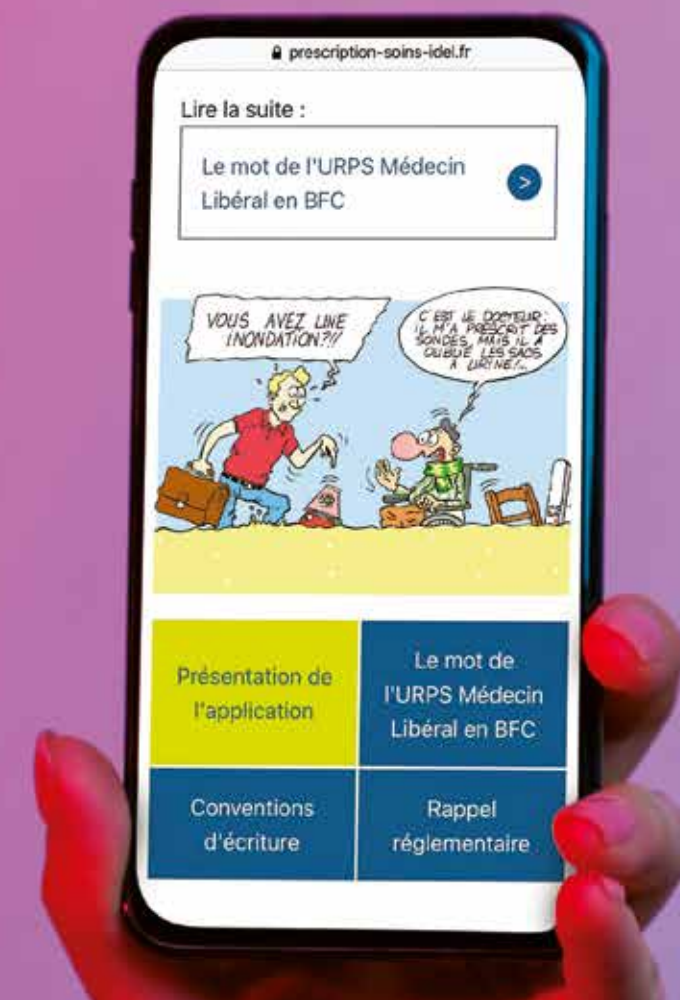 prescription-soins-idel.fr
Lire la suite :
Le mot de l'URPS Médecin
Libéral en BFC
>
VOUS AVEZ UNE
INONDATION?!!
C'EST LE DOCTEUR :
IL M'A PRESCRIT DES
SONDES, MAIS IL A
OUBLIE LES SACS
A URINE!..
Présentation de
l'application
Le mot de
l'URPS Médecin
Libéral en BFC
Conventions
d'écriture
Rappel
réglementaire